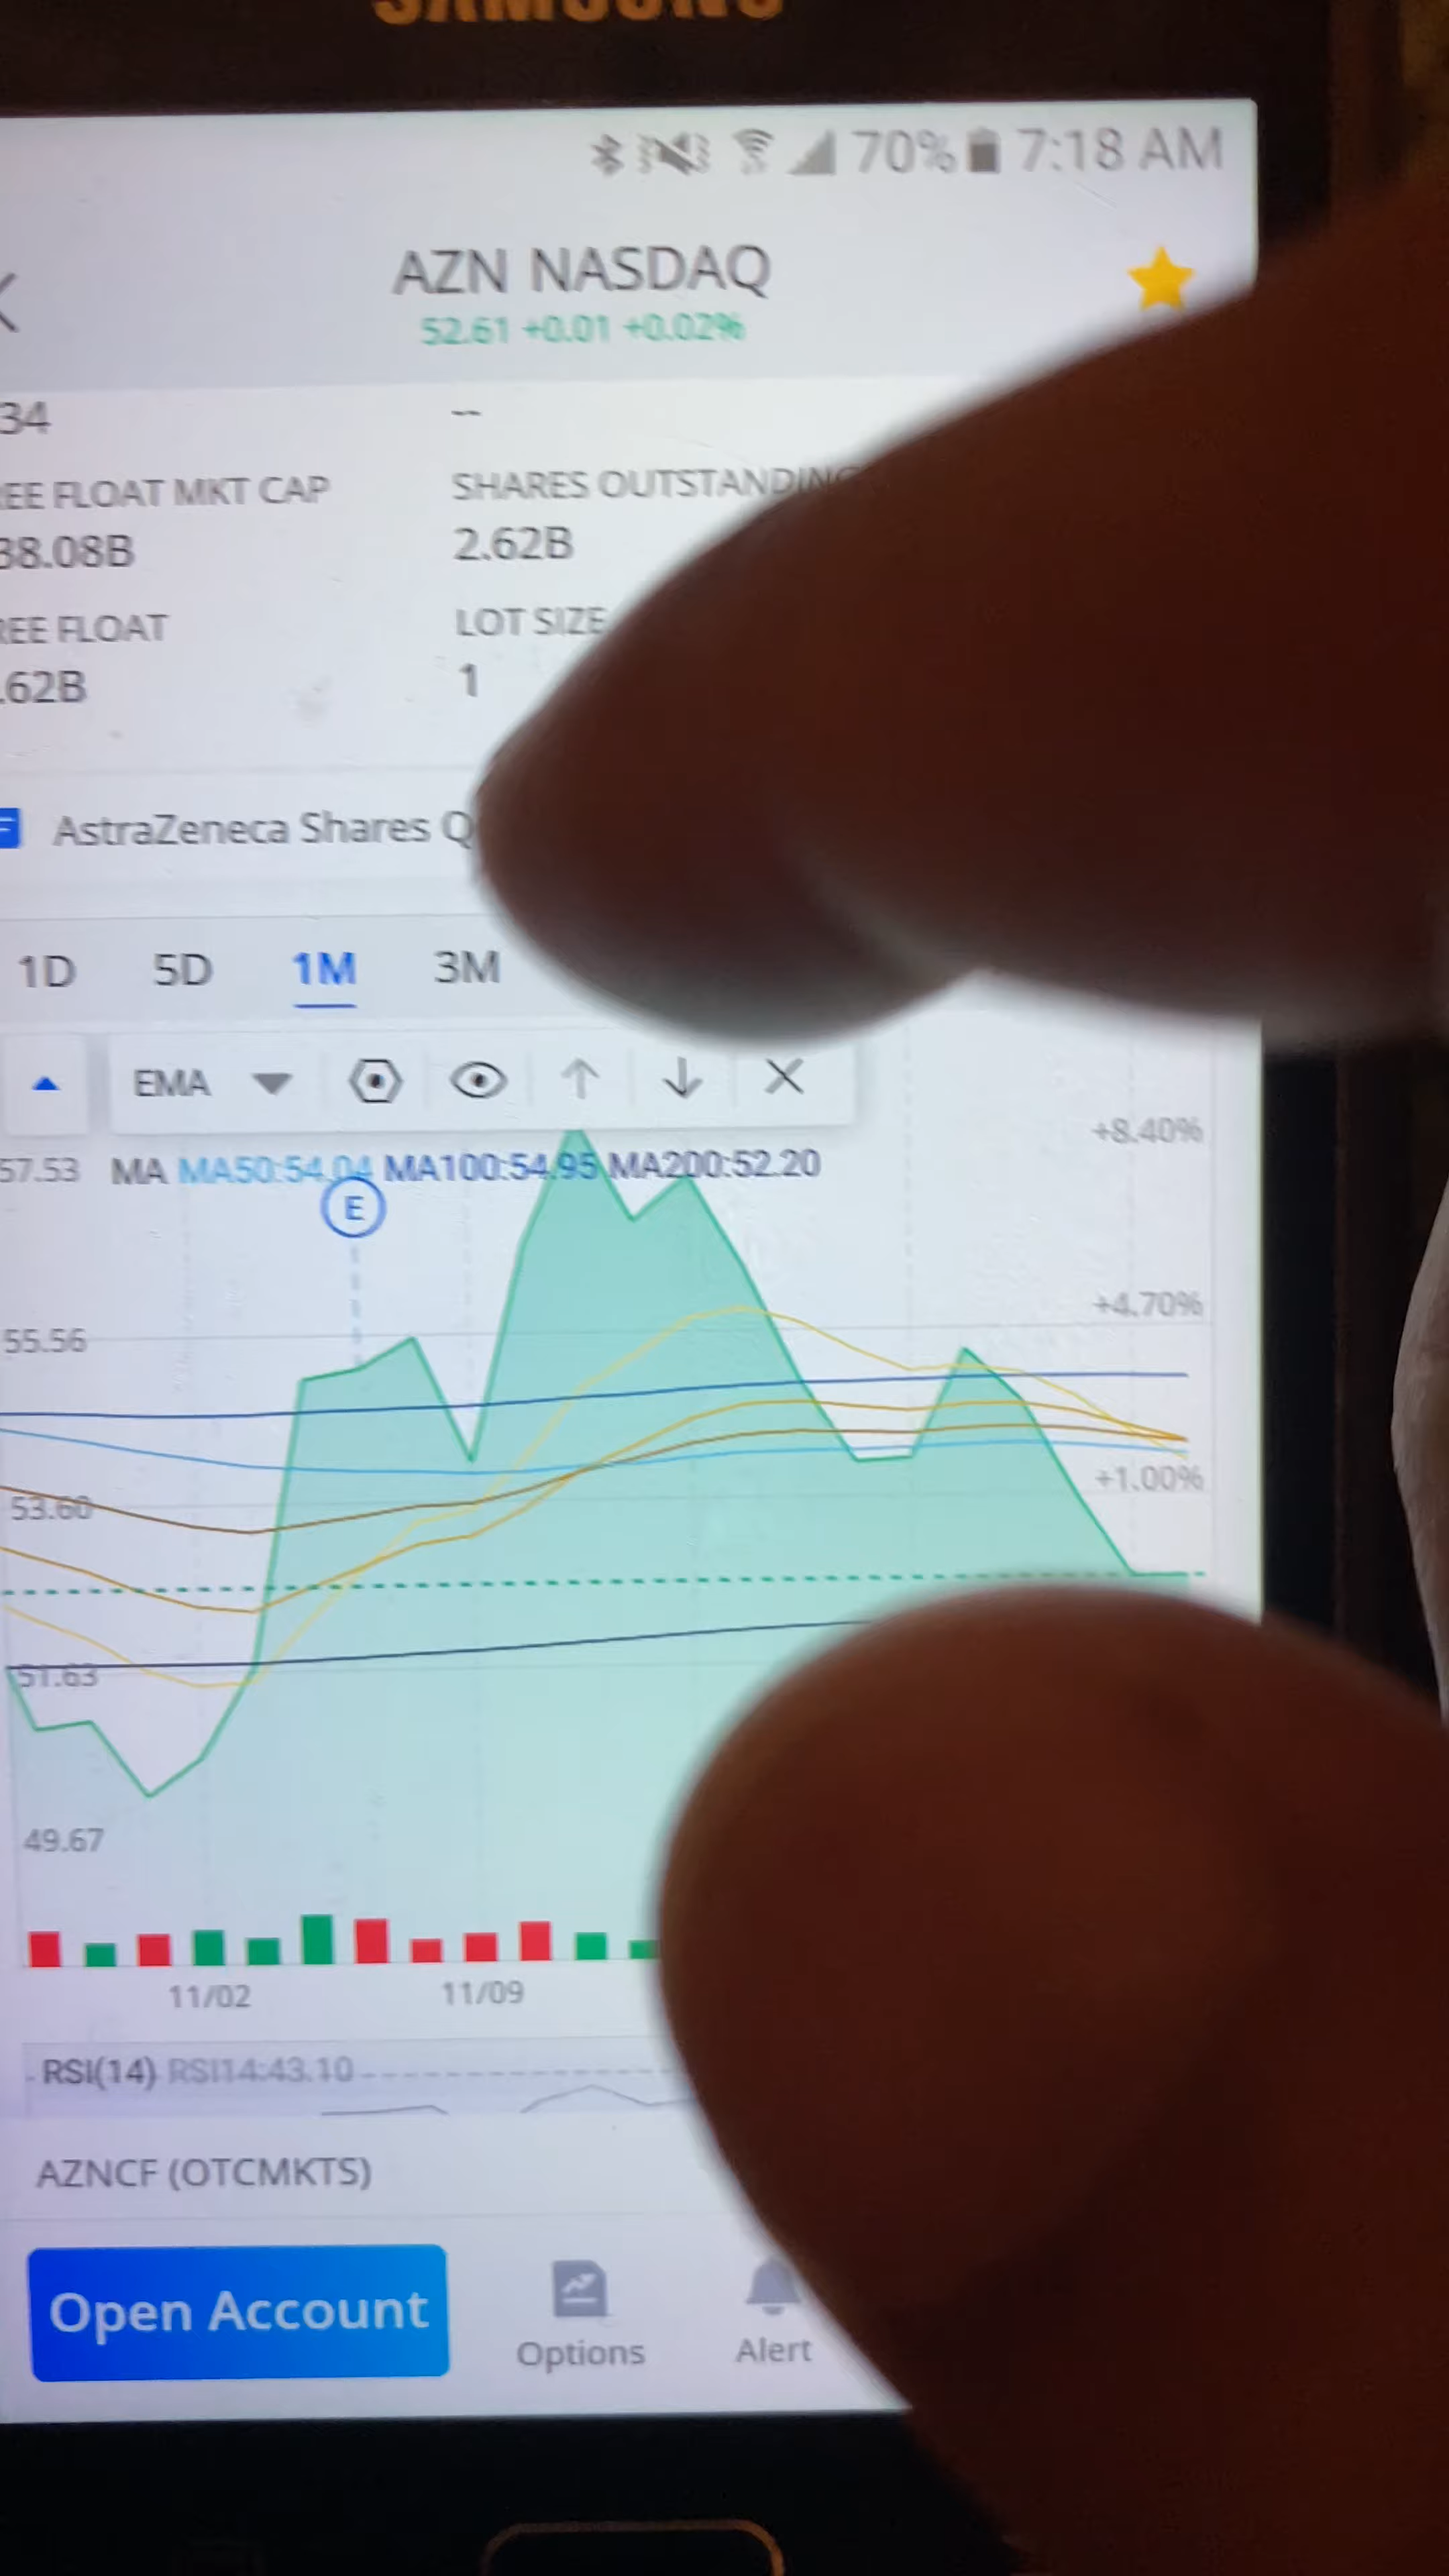 SAMSUNG
70% 7:18 AM
AZN NASDAQ
52.61 +0.01 +0.02%
34 --
EE FLOAT MKT CAP SHARES OUTSTANDING
38.08B 2.62B
EE FLOAT LOT SIZE
.62B 1
AstraZeneca Shares Q
1D 5D 1M 3M
EMA
+8.40%
57.53 MA MA50:54.04 MA100:54.95 MA200:52.20
E
+4.70%
55.56
+1.00%
53.60
51.63
49.67
11/02 11/09
RSI(14) RSI14:43.10
AZNCF (OTCMKTS)
Open Account
Options Alert